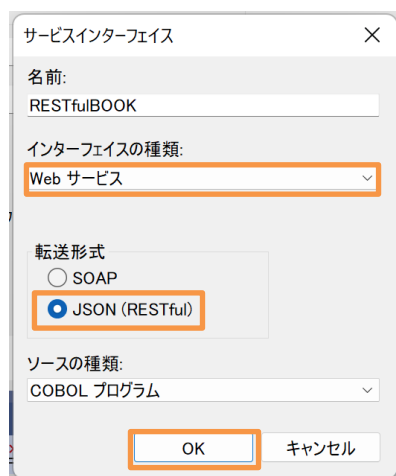 サービスインターフェイス
名前:
RESTfulBOOK
インターフェイスの種類:
Web サービス
転送形式
SOAP
JSON (RESTful)
ソースの種類:
COBOL プログラム
OK キャンセル